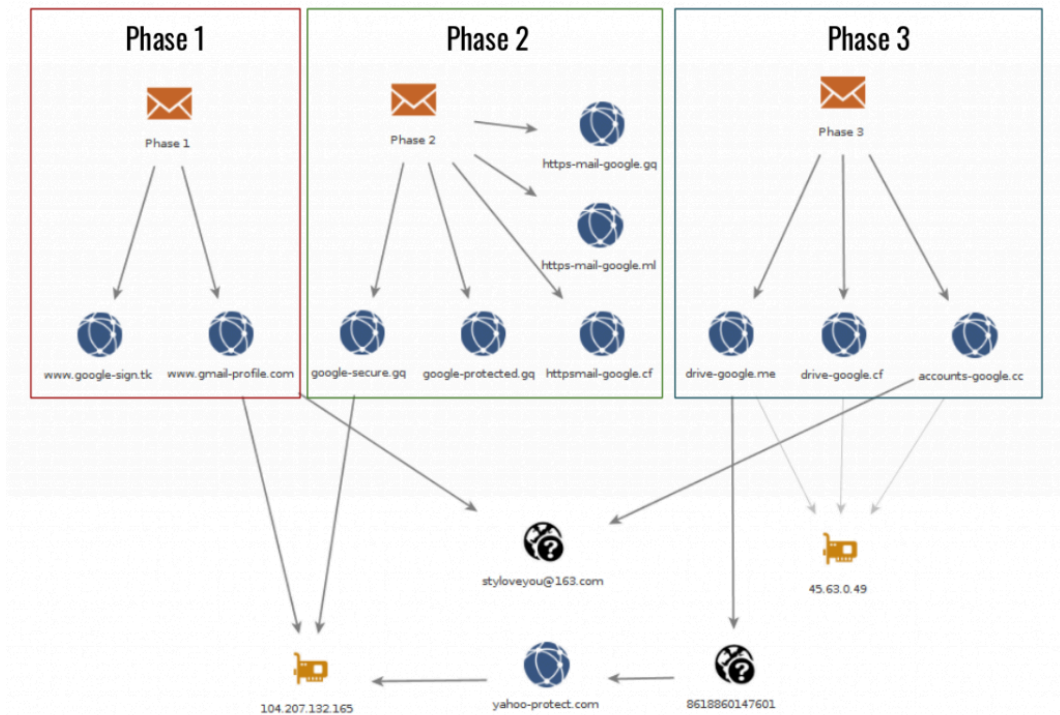 Phase 1
Phase 2
Phase 3
Phase 1
Phase 2
Phase 3
https-mail-google.gq
https-mail-google.ml
www.google-sign.tk
www.gmail-profile.com
google-secure.gq
google-protected.gq
httpsmail-google.cf
drive-google.me
drive-google.cf
accounts-google.cc
styloveyou@163.com
45.63.0.49
104.207.132.165
yahoo-protect.com
8618860147601